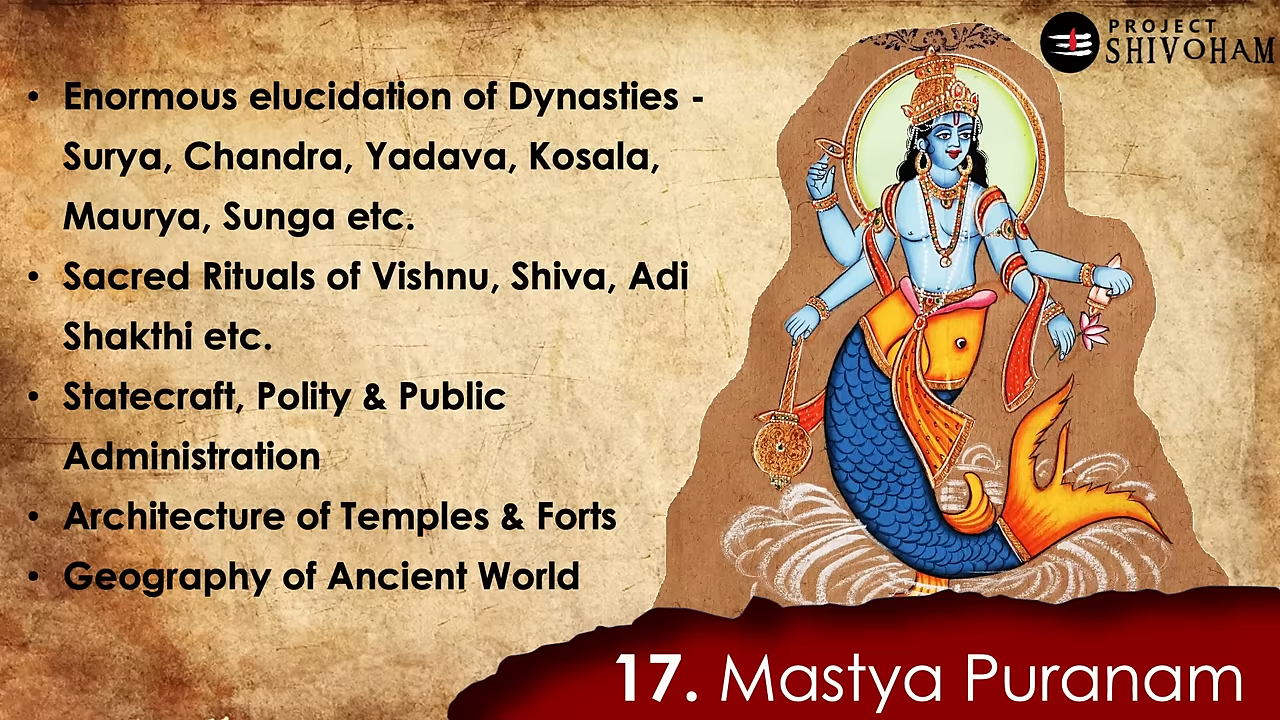 PROJECT
SHIVOHAM
• Enormous elucidation of Dynasties -
Surya, Chandra, Yadava, Kosala,
Maurya, Sunga etc.
• Sacred Rituals of Vishnu, Shiva, Adi
Shakthi etc.
• Statecraft, Polity & Public
Administration
• Architecture of Temples & Forts
• Geography of Ancient World
17. Mastya Puranam